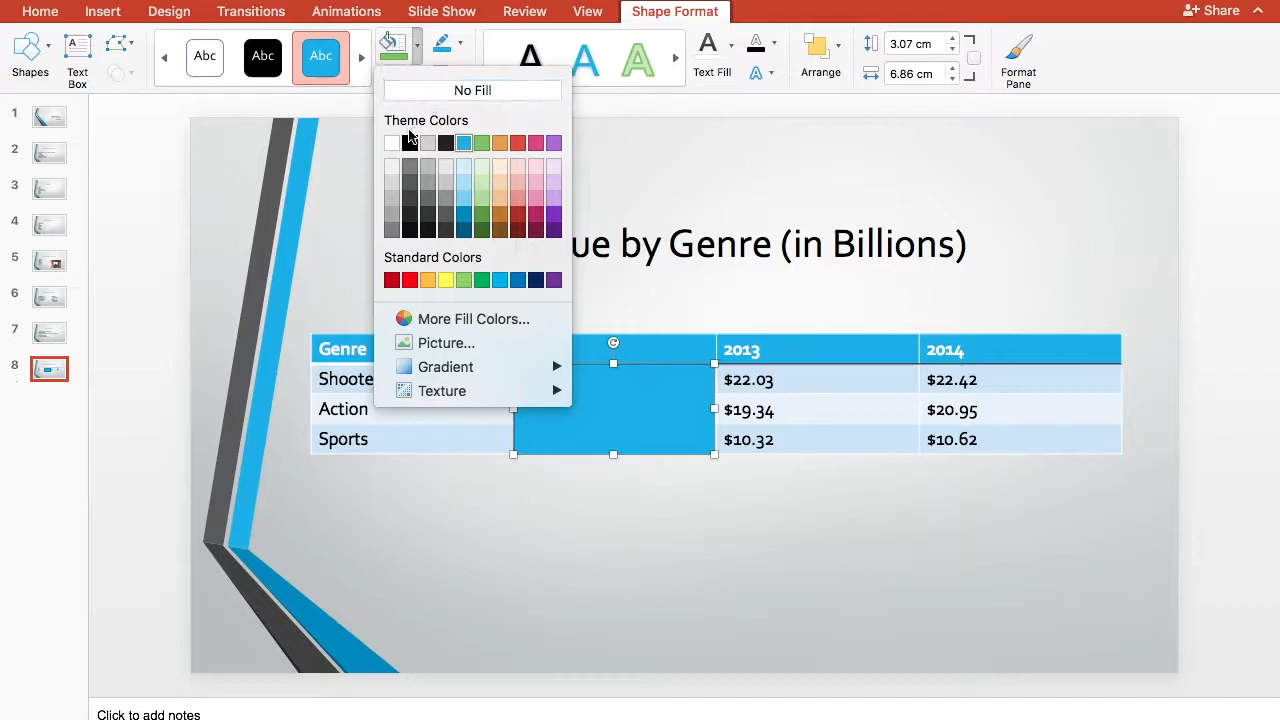 Home Insert Design Transitions Animations Slide Show Review View Shape Format Share
Shapes
Text Box
Abc Abc Abc
A A A
Text Fill
Arrange
3.07 cm
6.86 cm
Format Pane
No Fill
Theme Colors
Standard Colors
More Fill Colors...
Picture...
Gradient
Texture
1
2
3
4
5
6
7
8
ue by Genre (in Billions)
Genre 2013 2014
Shoote $22.03 $22.42
Action $19.34 $20.95
Sports $10.32 $10.62
Click to add notes